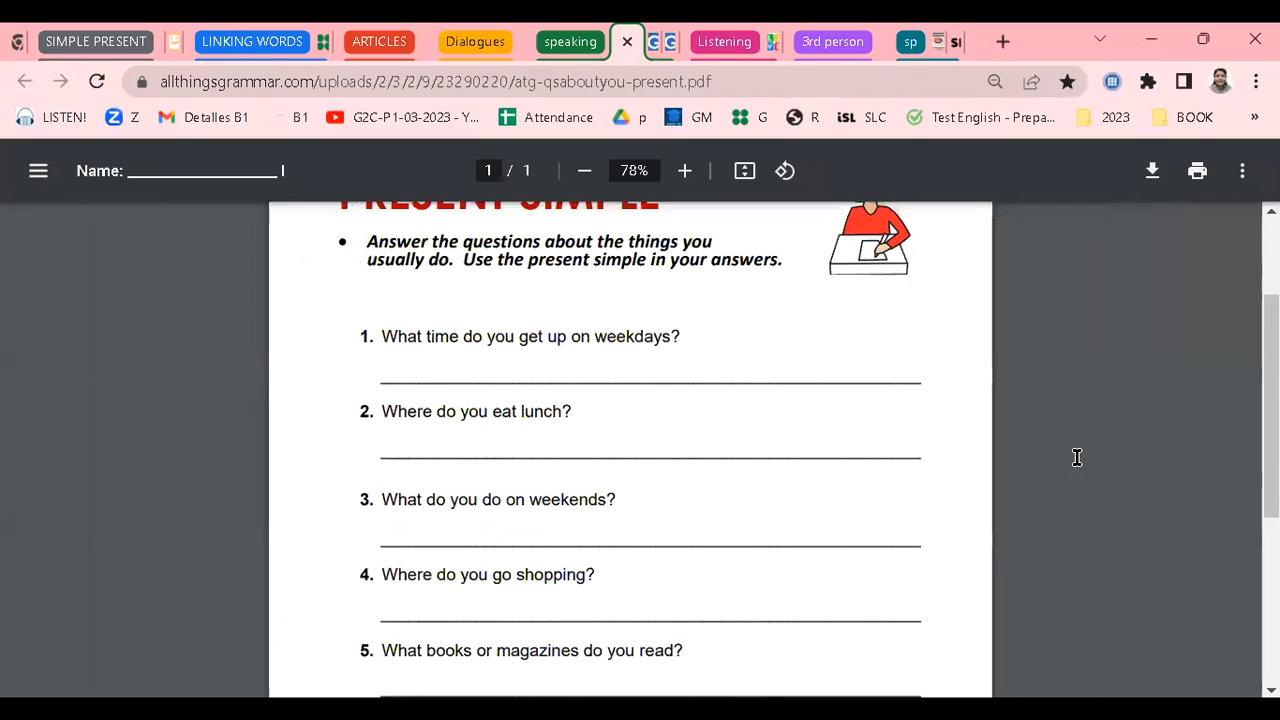 SIMPLE PRESENT
LINKING WORDS
ARTICLES
Dialogues
speaking
Listening
3rd person
sp
allthingsgrammar.com/uploads/2/3/2/9/23290220/atg-qsaboutyou-present.pdf
LISTEN!
Z
Detalles B1
B1
G2C-P1-03-2023 - Y...
Attendance
p
GM
G
R
iSL SLC
Test English - Prepa...
2023
BOOK
»
Name: ______________ I
1 / 1
78%
PRESENT SIMPLE
• Answer the questions about the things you
usually do. Use the present simple in your answers.
1. What time do you get up on weekdays?
2. Where do you eat lunch?
3. What do you do on weekends?
4. Where do you go shopping?
5. What books or magazines do you read?